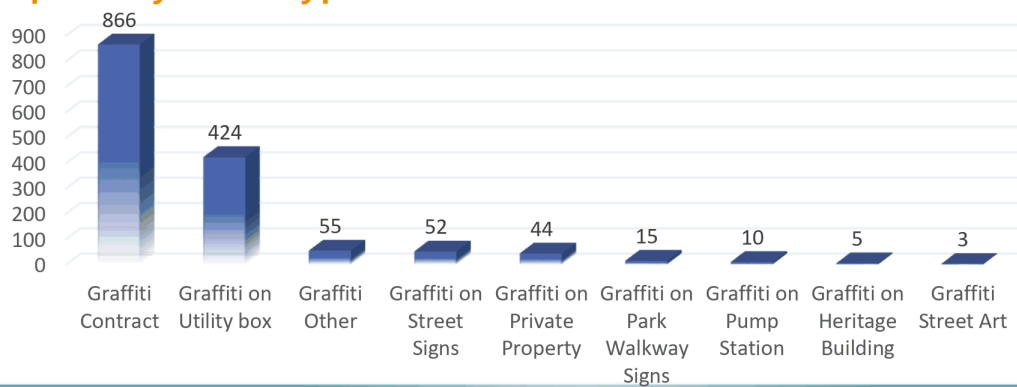 866
900
800
700
600
500
400
300
200
100
0
424
55
52
44
15
10
5
3
Graffiti
Contract
Graffiti on
Utility box
Graffiti
Other
Graffiti on
Street
Signs
Graffiti on
Private
Property
Graffiti on
Park
Walkway
Signs
Graffiti on
Pump
Station
Graffiti on
Heritage
Building
Graffiti
Street Art